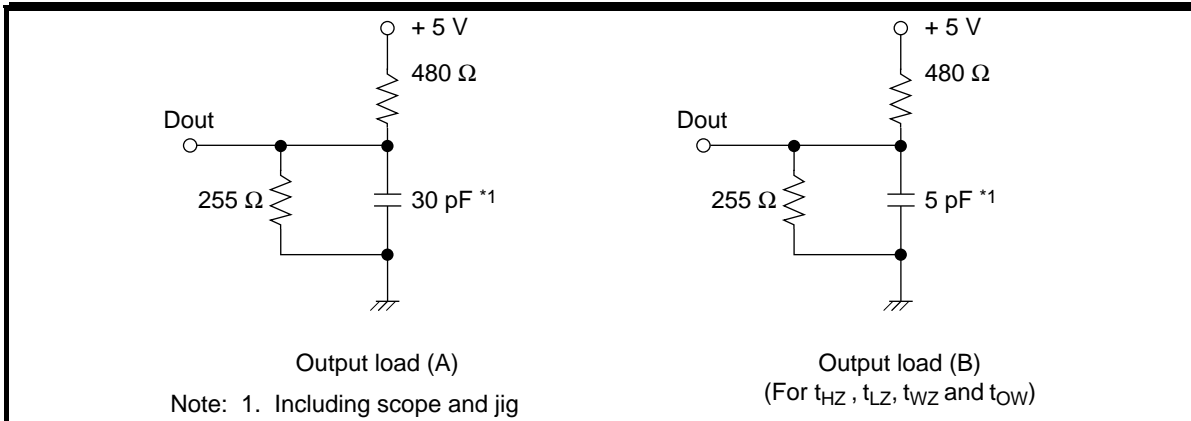 + 5 V
480 Ω
Dout
255 Ω
30 pF *1
Output load (A)
Note: 1. Including scope and jig
+ 5 V
480 Ω
Dout
255 Ω
5 pF *1
Output load (B)
(For tHZ , tLZ, tWZ and tOW)